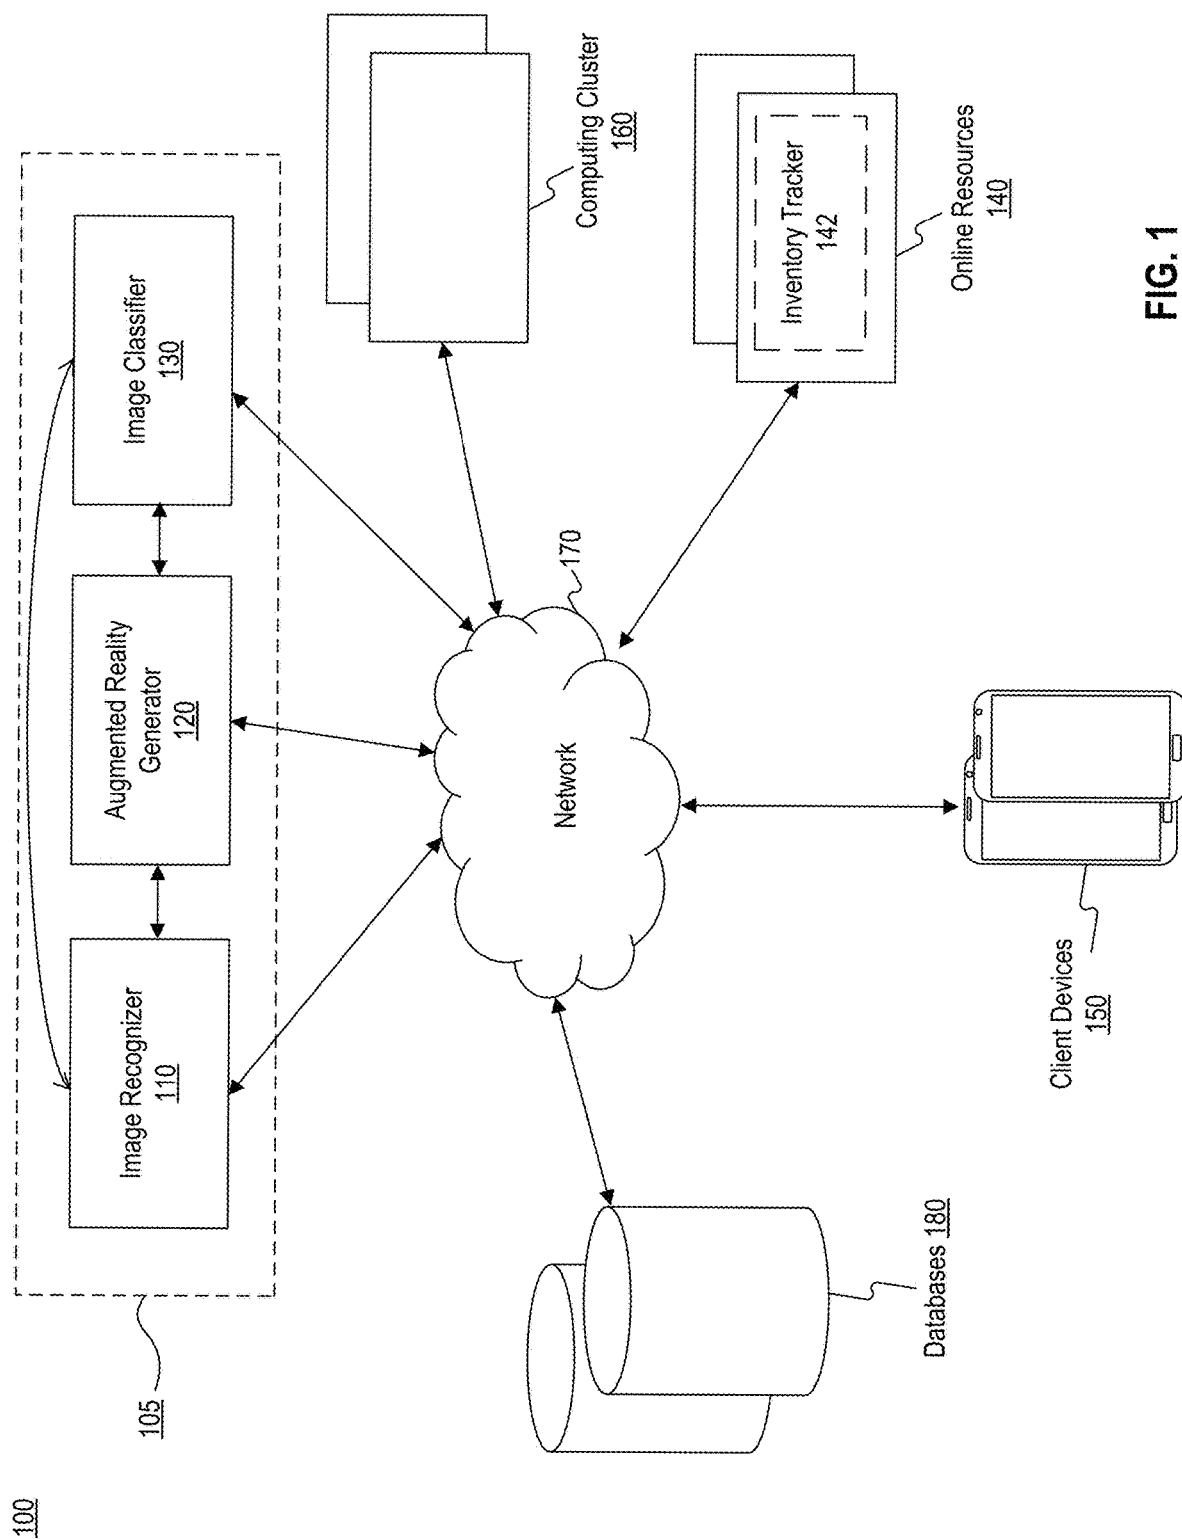 100
105
Image Recognizer
110
Augmented Reality
Generator
120
Image Classifier
130
Computing Cluster
160
Network
170
Inventory Tracker
142
Online Resources
140
Databases 180
Client Devices
150
FIG. 1